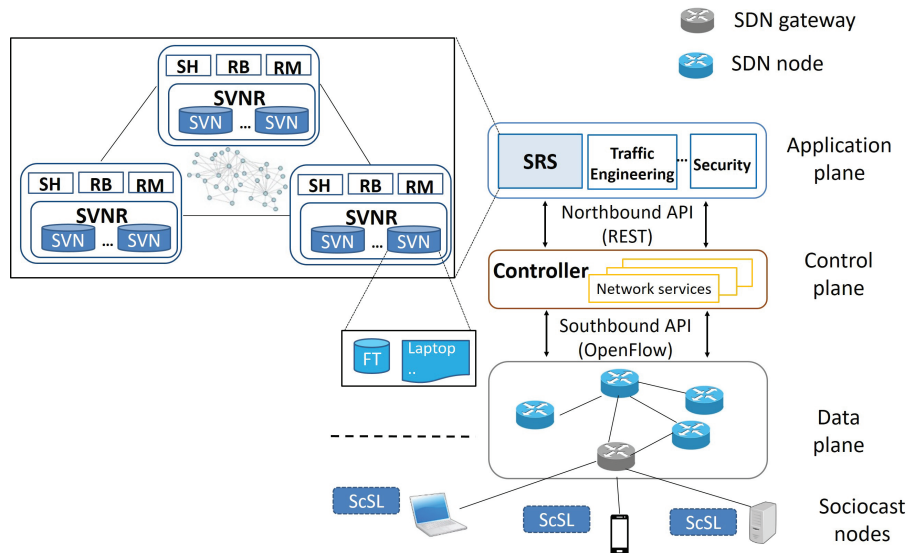 SDN gateway
SDN node
SH RB RM
SVNR
SVN ... SVN
SH RB RM
SVNR
SVN ... SVN
SH RB RM
SVNR
SVN ... SVN
SRS
Traffic
Engineering
...
Security
Application
plane
Northbound API
(REST)
Controller
Network services
Control
plane
Southbound API
(OpenFlow)
FT
Laptop
..
Data
plane
ScSL
ScSL
ScSL
Sociocast
nodes